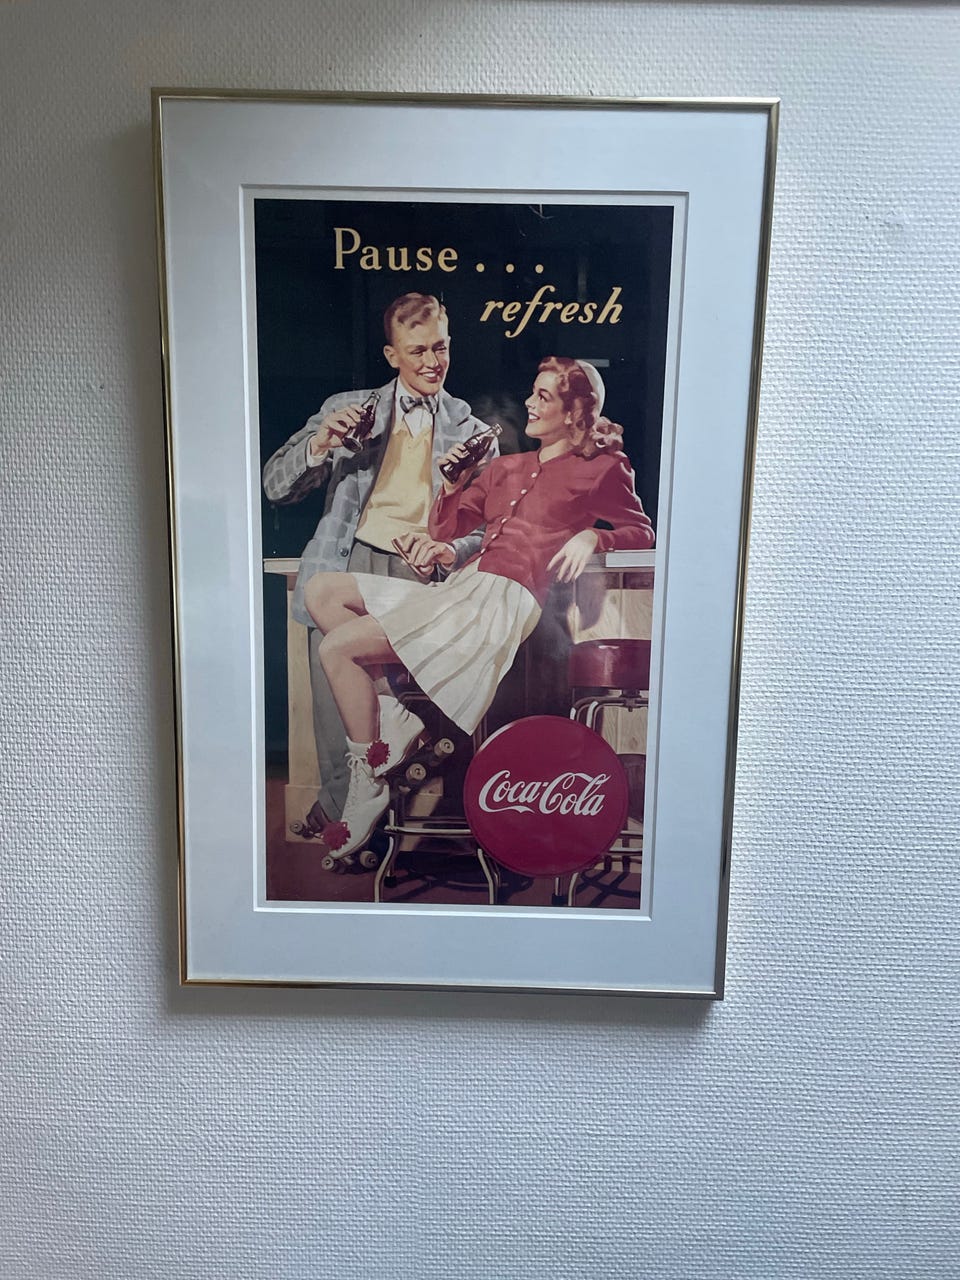 Pause . . .
refresh
Coca-Cola